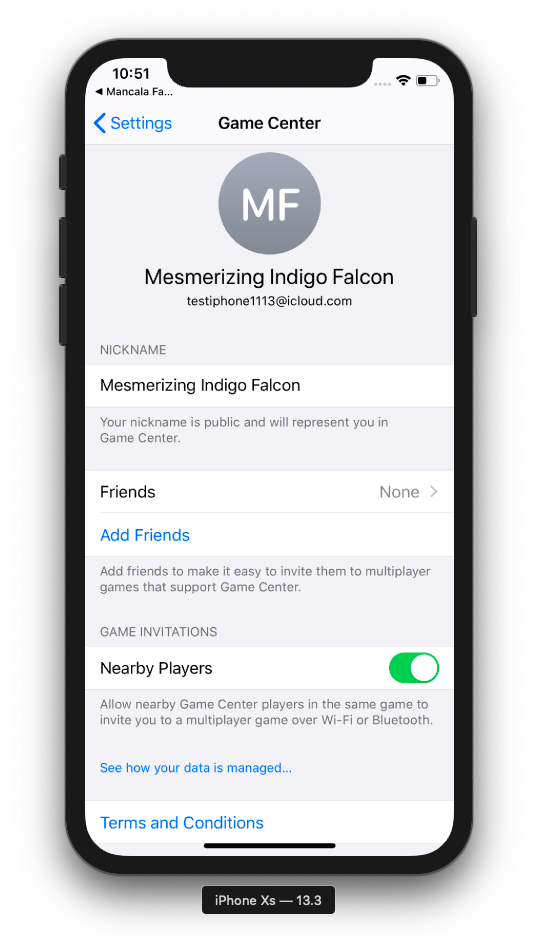 10:51
◀ Mancala Fa...
Settings
Game Center
MF
Mesmerizing Indigo Falcon
testiphone1113@icloud.com
NICKNAME
Mesmerizing Indigo Falcon
Your nickname is public and will represent you in
Game Center.
Friends None
Add Friends
Add friends to make it easy to invite them to multiplayer
games that support Game Center.
GAME INVITATIONS
Nearby Players
Allow nearby Game Center players in the same game to
invite you to a multiplayer game over Wi-Fi or Bluetooth.
See how your data is managed...
Terms and Conditions
iPhone Xs — 13.3